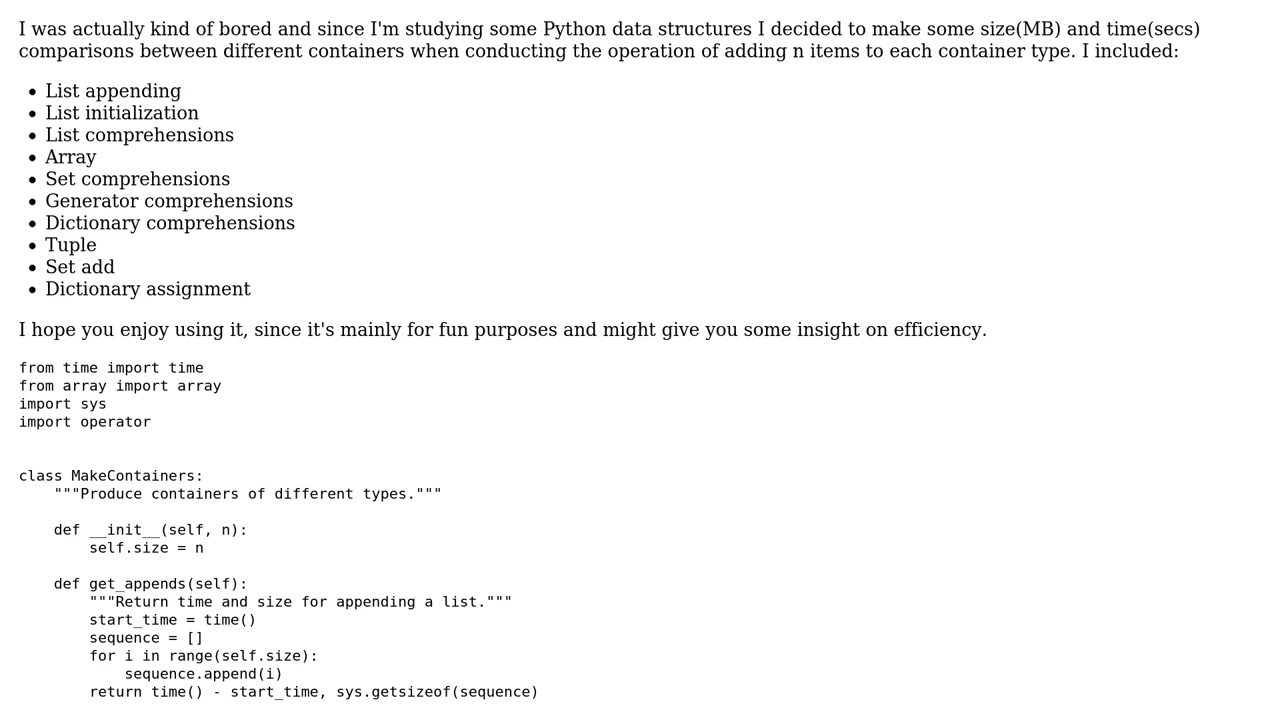 I was actually kind of bored and since I'm studying some Python data structures I decided to make some size(MB) and time(secs)
comparisons between different containers when conducting the operation of adding n items to each container type. I included:
• List appending
• List initialization
• List comprehensions
• Array
• Set comprehensions
• Generator comprehensions
• Dictionary comprehensions
• Tuple
• Set add
• Dictionary assignment
I hope you enjoy using it, since it's mainly for fun purposes and might give you some insight on efficiency.
from time import time
from array import array
import sys
import operator
class MakeContainers:
    """Produce containers of different types."""
    def __init__(self, n):
        self.size = n
    def get_appends(self):
        """Return time and size for appending a list."""
        start_time = time()
        sequence = []
        for i in range(self.size):
            sequence.append(i)
        return time() - start_time, sys.getsizeof(sequence)